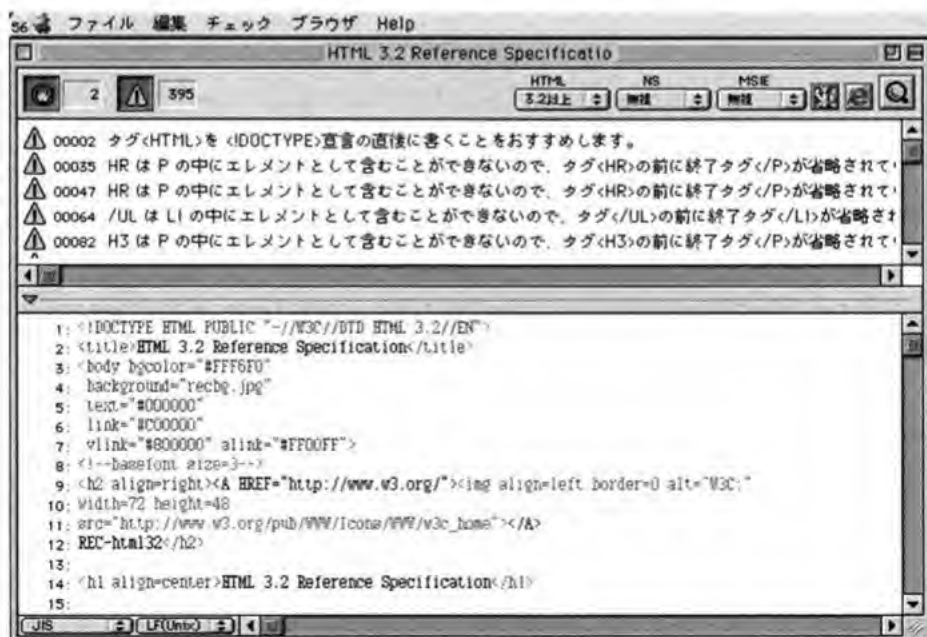 56 ファイル 編集 チェック ブラウザ Help
HTML 3.2 Reference Specificatio
2 395 HTML 3.2以上 NS 無視 MSIE 無視
00002 タグ<HTML>を <!DOCTYPE>宣言の直後に書くことをおすすめします。
00035 HR は P の中にエレメントとして含むことができないので、タグ<HR>の前に終了タグ</P>が省略されて
00047 HR は P の中にエレメントとして含むことができないので、タグ<HR>の前に終了タグ</P>が省略されて
00064 /UL は LI の中にエレメントとして含むことができないので、タグ</UL>の前に終了タグ</LI>が省略され
00082 H3 は P の中にエレメントとして含むことができないので、タグ<H3>の前に終了タグ</P>が省略されて
1: <!DOCTYPE HTML PUBLIC "-//W3C//DTD HTML 3.2//EN">
2: <title>HTML 3.2 Reference Specification</title>
3: <body bgcolor="#FFF6F0"
4: background="recbg.jpg"
5: text="#000000"
6: link="#C00000"
7: vlink="#800000" alink="#FF00FF">
8: <!--basefont size=3-->
9: <h2 align=right><A HREF="http://www.w3.org/"><img align=left border=0 alt="W3C:"
10: width=72 height=48
11: src="http://www.w3.org/pub/WWW/Icons/WWW/w3c_home"></A>
12: REC-html32</h2>
13:
14: <h1 align=center>HTML 3.2 Reference Specification</h1>
15:
JIS LF(Unix)